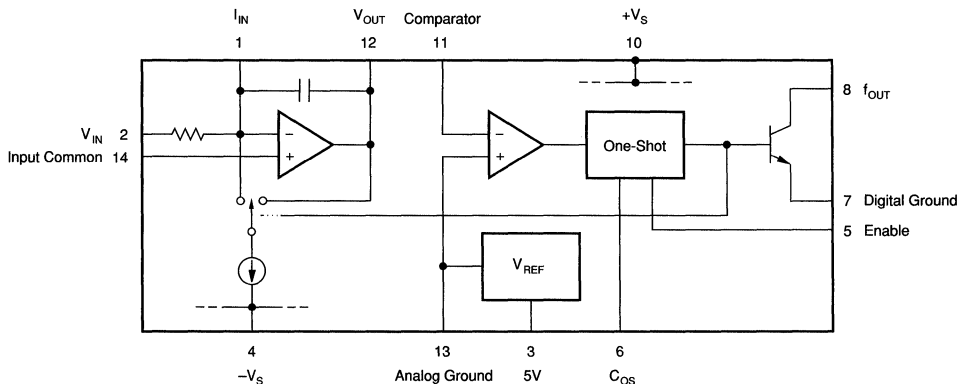 I_IN V_OUT Comparator +V_S
1 12 11 10
8 f_OUT
V_IN 2
− −
Input Common 14
+ +
One-Shot
7 Digital Ground
5 Enable
V_REF
4 13 3 6
−V_S Analog Ground 5V C_OS